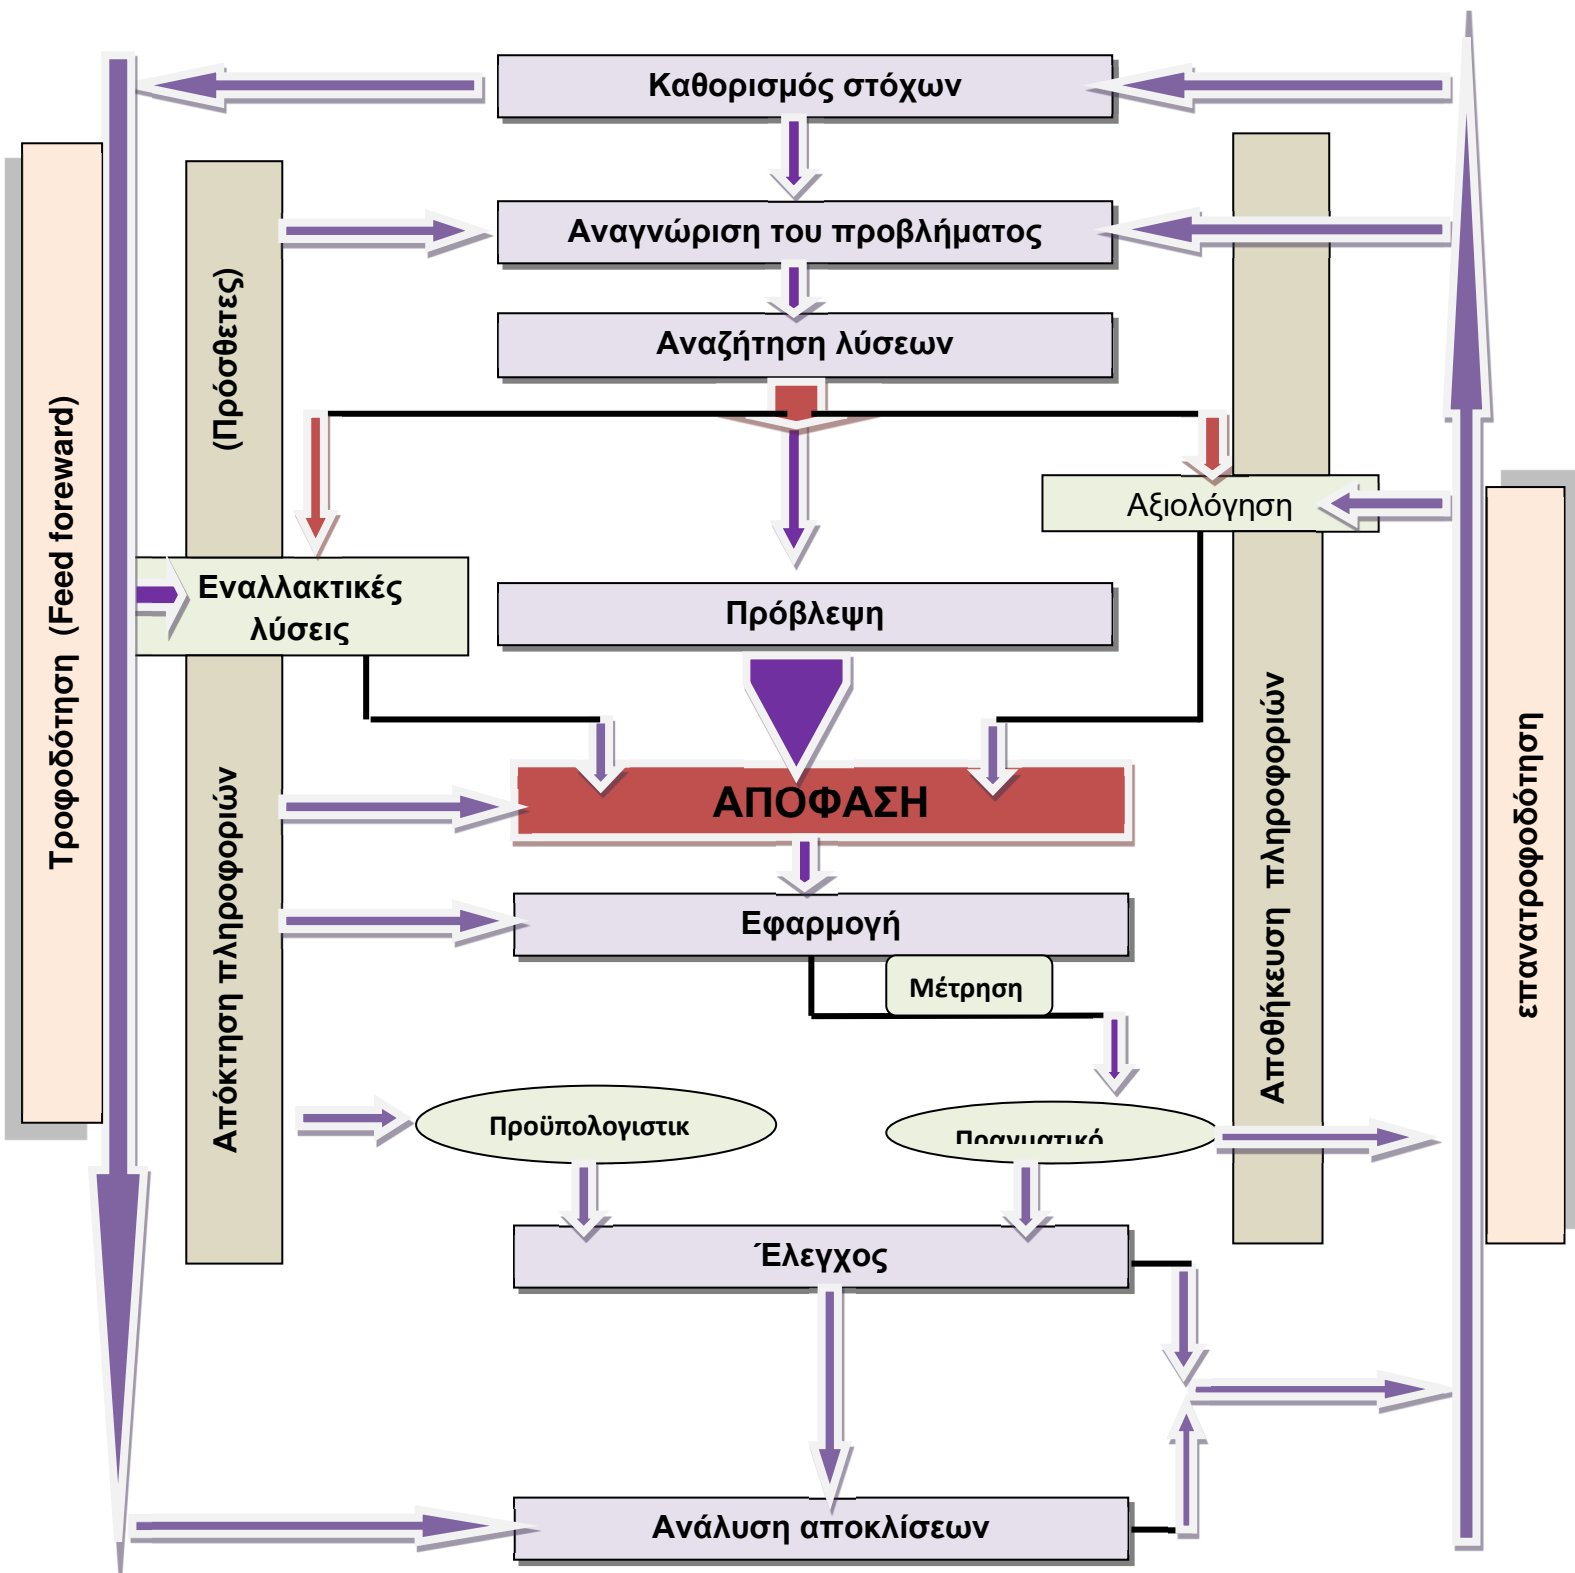 Καθορισμός στόχων
Αναγνώριση του προβλήματος
Αναζήτηση λύσεων
(Πρόσθετες)
Τροφοδότηση (Feed foreward)
Αξιολόγηση
Εναλλακτικές
λύσεις
Πρόβλεψη
Απόκτηση πληροφοριών
Αποθήκευση πληροφοριών
επανατροφοδότηση
ΑΠΟΦΑΣΗ
Εφαρμογή
Μέτρηση
Προϋπολογιστικ
Πραγματικό
Έλεγχος
Ανάλυση αποκλίσεων